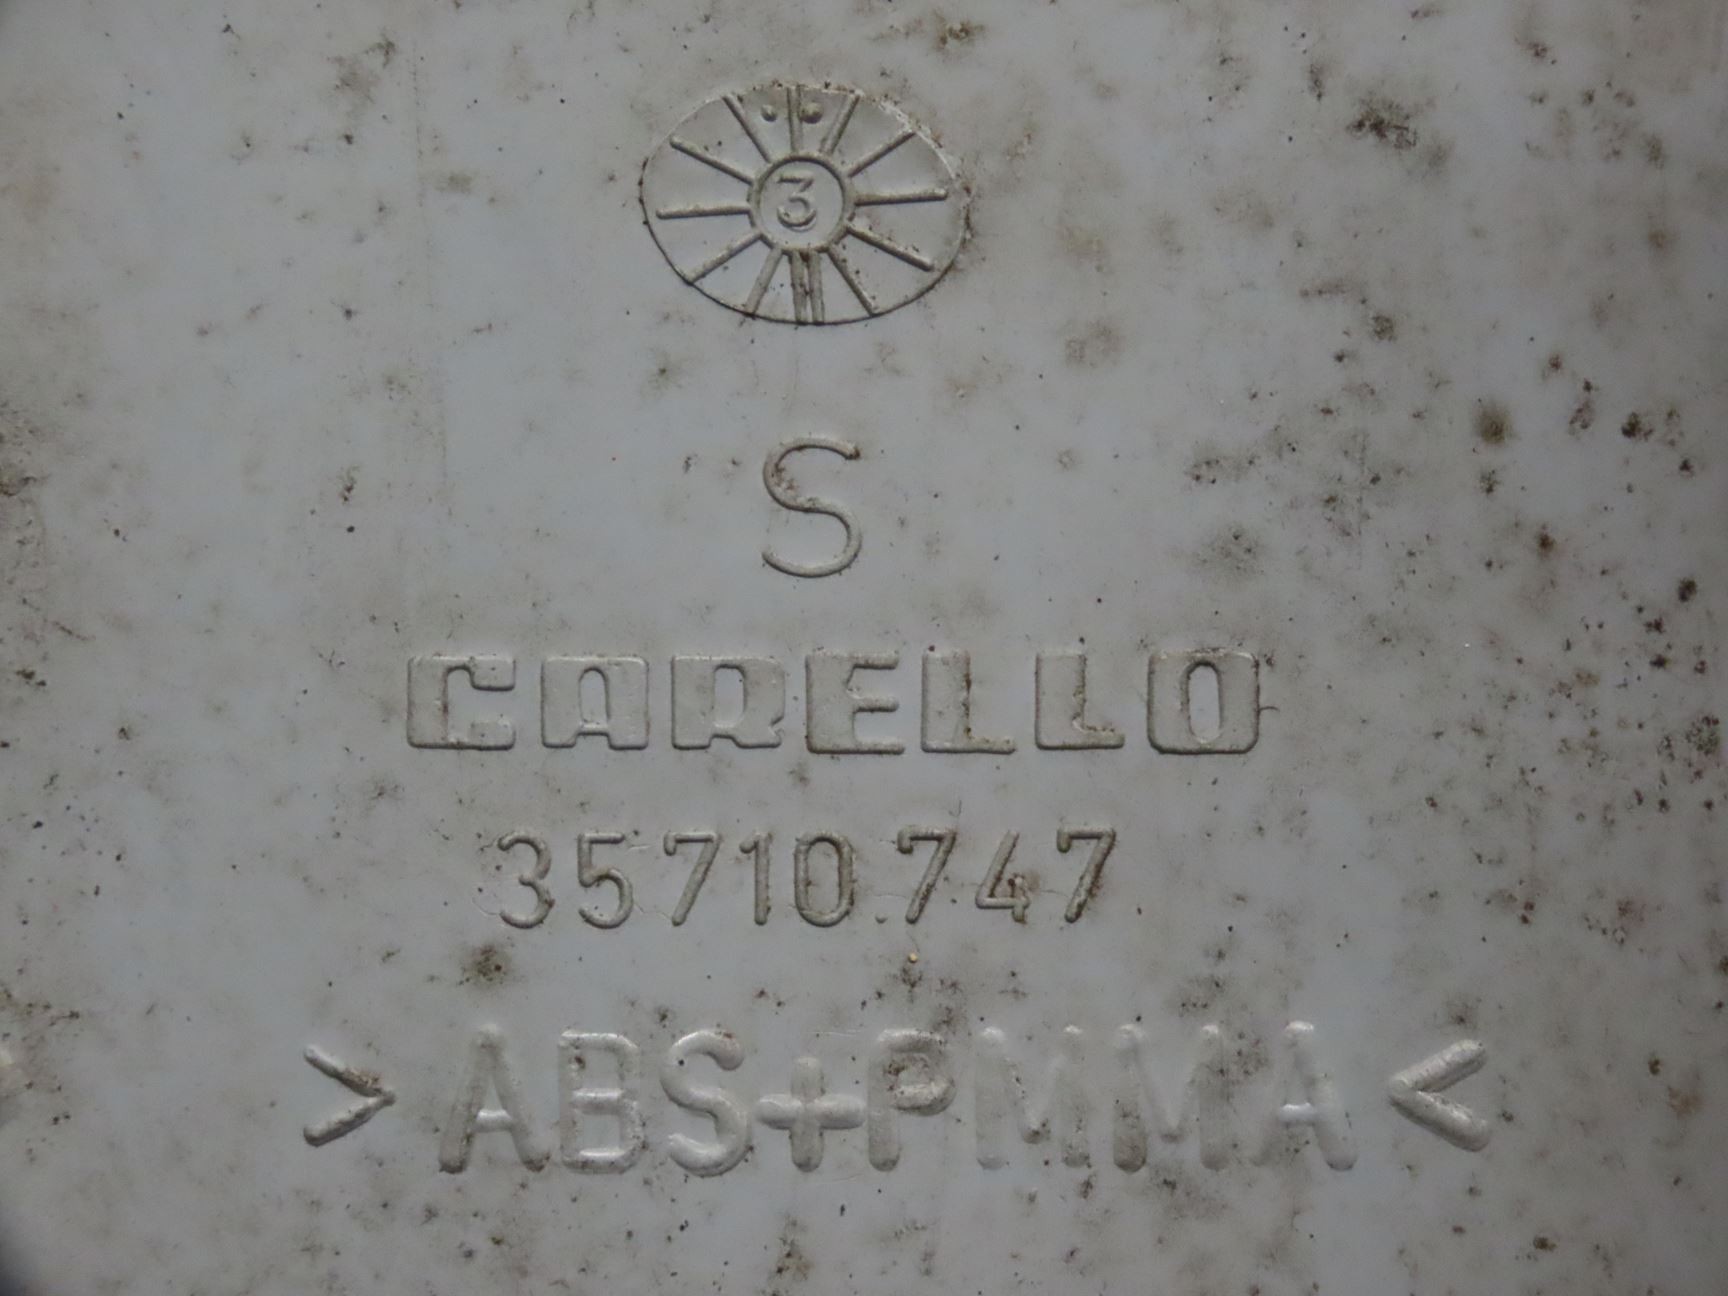 3
S
CARELLO
35710.747
>ABS+PMMA<